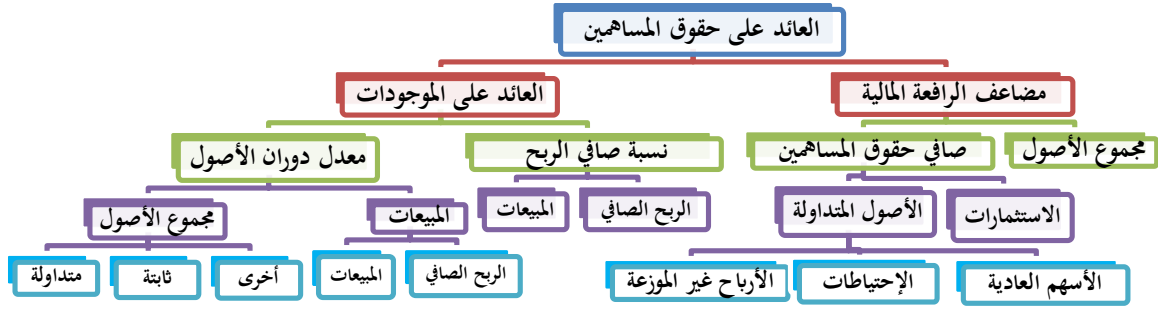 العائد على حقوق المساهمين
مضاعف الرافعة المالية
العائد على الموجودات
مجموع الأصول
صافي حقوق المساهمين
نسبة صافي الربح
معدل دوران الأصول
الاستثمارات
الأصول المتداولة
الربح الصافي
المبيعات
المبيعات
مجموع الأصول
الأسهم العادية
الإحتياطات
الأرباح غير الموزعة
الربح الصافي
المبيعات
أخرى
ثابتة
متداولة